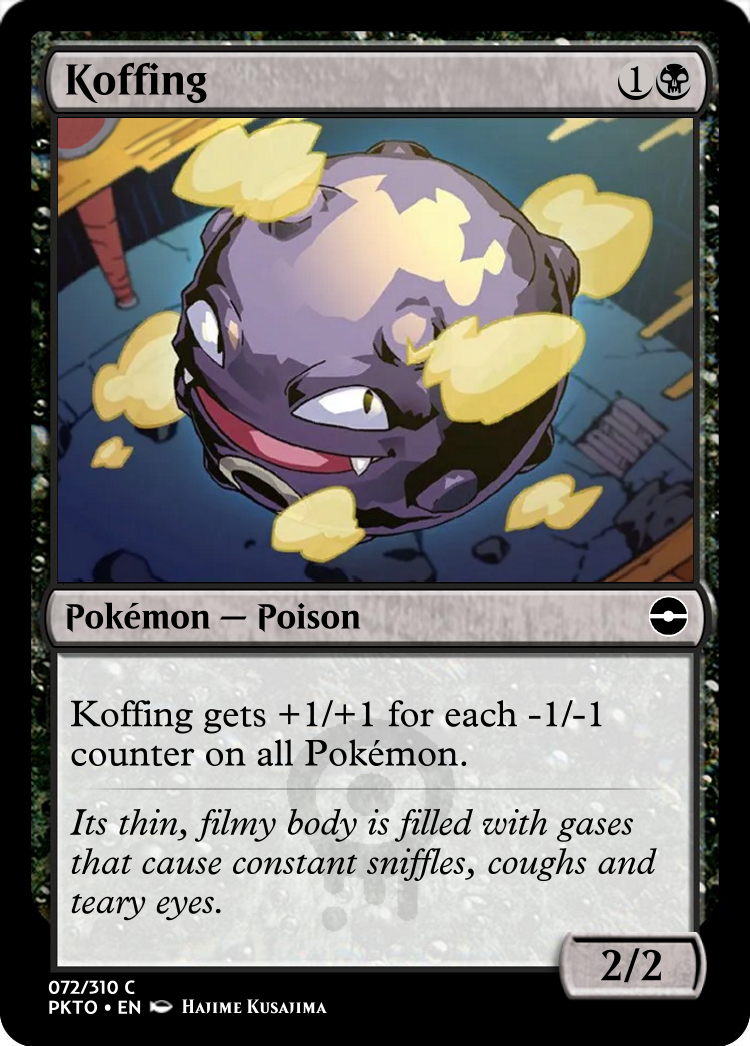 Koffing
1
Pokémon — Poison
Koffing gets +1/+1 for each -1/-1
counter on all Pokémon.
Its thin, filmy body is filled with gases
that cause constant sniffles, coughs and
teary eyes.
2/2
072/310 C
PKTO • EN Hajime Kusajima